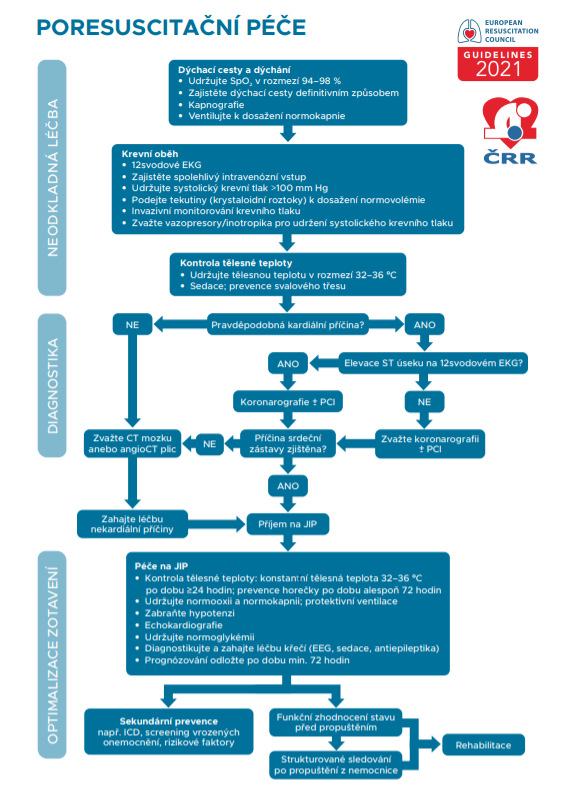 PORESUSCITAČNÍ PÉČE
EUROPEAN
RESUSCITATION
COUNCIL
GUIDELINES
2021
ČRR
NEODKLADNÁ LÉČBA
Dýchací cesty a dýchání
• Udržujte SpO₂ v rozmezí 94–98 %
• Zajistěte dýchací cesty definitivním způsobem
• Kapnografie
• Ventilujte k dosažení normokapnie
Krevní oběh
• 12svodové EKG
• Zajistěte spolehlivý intravenózní vstup
• Udržujte systolický krevní tlak >100 mm Hg
• Podejte tekutiny (krystaloidní roztoky) k dosažení normovolémie
• Invazivní monitorování krevního tlaku
• Zvažte vazopresory/inotropika pro udržení systolického krevního tlaku
Kontrola tělesné teploty
• Udržujte tělesnou teplotu v rozmezí 32–36 °C
• Sedace; prevence svalového třesu
DIAGNOSTIKA
NE
Pravděpodobná kardiální příčina?
ANO
ANO
Elevace ST úseku na 12svodovém EKG?
Koronarografie ± PCI
NE
Zvažte CT mozku
anebo angioCT plic
NE
Příčina srdeční
zástavy zjištěna?
Zvažte koronarografii
± PCI
ANO
Zahajte léčbu
nekardiální příčiny
Příjem na JIP
OPTIMALIZACE ZOTAVENÍ
Péče na JIP
• Kontrola tělesné teploty: konstantní tělesná teplota 32–36 °C
po dobu ≥24 hodin; prevence horečky po dobu alespoň 72 hodin
• Udržujte normooxii a normokapnii; protektivní ventilace
• Zabraňte hypotenzi
• Echokardiografie
• Udržujte normoglykémii
• Diagnostikujte a zahajte léčbu křečí (EEG, sedace, antiepileptika)
• Prognózování odložte po dobu min. 72 hodin
Sekundární prevence
např. ICD, screening vrozených
onemocnění, rizikové faktory
Funkční zhodnocení stavu
před propuštěním
Strukturované sledování
po propuštění z nemocnice
Rehabilitace